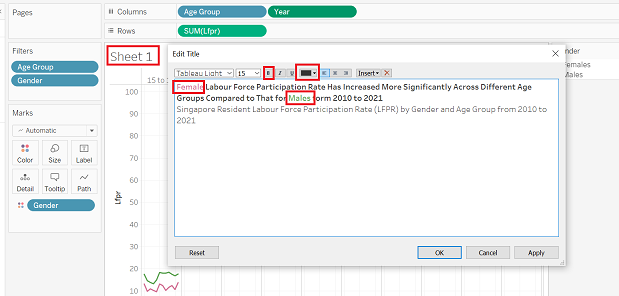 Pages
Columns
Age Group
Year
Rows
SUM(Lfpr)
Filters
Age Group
Gender
Marks
Automatic
Color
Size
Label
Detail
Tooltip
Path
Gender
Sheet 1
15 to
100
90
80
70
60
50
40
30
20
10
Lfpr
Edit Title
Tableau Light
15
B
I
U
Insert
X
Female Labour Force Participation Rate Has Increased More Significantly Across Different Age
Groups Compared to That for Males form 2010 to 2021
Singapore Resident Labour Force Participation Rate (LFPR) by Gender and Age Group from 2010 to
2021
Reset
OK
Cancel
Apply
ender
Females
Males